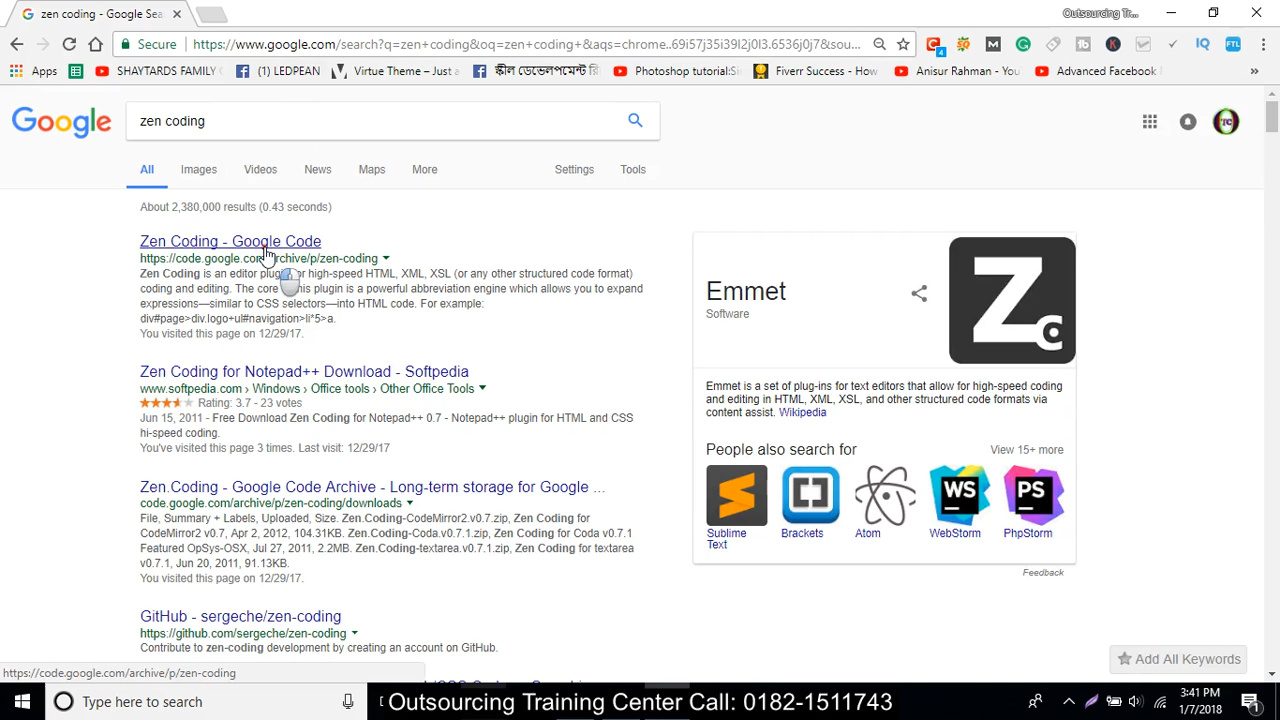 zen coding - Google Sea
Outsourcing Tr...
Secure
https://www.google.com/search?q=zen+coding&oq=zen+coding+&aqs=chrome..69i57j35i39l2j0l3.6536j0j7&sou...
4
FTL
Apps
SHAYTARDS FAMILY
(1) LEDPEAN
Virtue Theme – Just a
স্কীল ডেভেলপমেন্ট
Photoshop tutorial:Si
Fiverr Success - How
Anisur Rahman - You
Advanced Facebook
»
Google
zen coding
TC
All
Images
Videos
News
Maps
More
Settings
Tools
About 2,380,000 results (0.43 seconds)
Zen Coding - Google Code
https://code.google.com/archive/p/zen-coding
Zen Coding is an editor plugin for high-speed HTML, XML, XSL (or any other structured code format)
coding and editing. The core of this plugin is a powerful abbreviation engine which allows you to expand
expressions—similar to CSS selectors—into HTML code. For example:
div#page>div.logo+ul#navigation>li*5>a.
You visited this page on 12/29/17.
Zen Coding for Notepad++ Download - Softpedia
www.softpedia.com › Windows › Office tools › Other Office Tools
Rating: 3.7 - 23 votes
Jun 15, 2011 - Free Download Zen Coding for Notepad++ 0.7 - Notepad++ plugin for HTML and CSS
hi-speed coding.
You've visited this page 3 times. Last visit: 12/29/17
Zen Coding - Google Code Archive - Long-term storage for Google ...
code.google.com/archive/p/zen-coding/downloads
File, Summary + Labels, Uploaded, Size. Zen.Coding-CodeMirror2.v0.7.zip, Zen Coding for
CodeMirror2 v0.7, Apr 2, 2012, 104.31KB. Zen.Coding-Coda.v0.7.1.zip, Zen Coding for Coda v0.7.1
Featured OpSys-OSX, Jul 27, 2011, 2.2MB. Zen.Coding-textarea.v0.7.1.zip, Zen Coding for textarea
v0.7.1, Jun 20, 2011, 91.13KB.
You visited this page on 12/29/17.
GitHub - sergeche/zen-coding
https://github.com/sergeche/zen-coding
Contribute to zen-coding development by creating an account on GitHub.
Emmet
Software
Zc
Emmet is a set of plug-ins for text editors that allow for high-speed coding
and editing in HTML, XML, XSL, and other structured code formats via
content assist. Wikipedia
People also search for
View 15+ more
WS
PS
Sublime
Text
Brackets
Atom
WebStorm
PhpStorm
Feedback
Add All Keywords
https://code.google.com/archive/p/zen-coding
Type here to search
Outsourcing Training Center Call: 0182-1511743
3:41 PM
1/7/2018
1